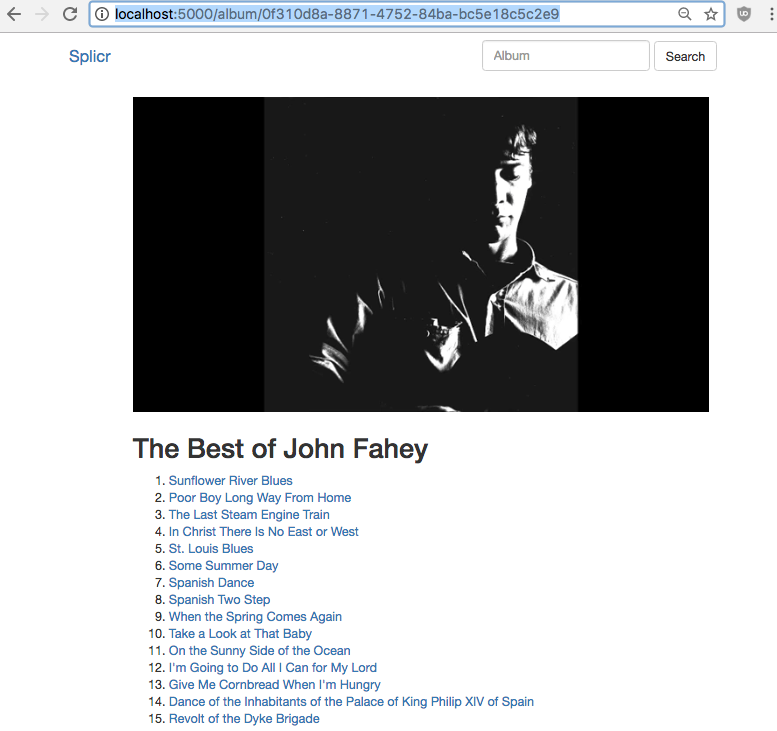 localhost:5000/album/0f310d8a-8871-4752-84ba-bc5e18c5c2e9
Splicr
Album
Search
The Best of John Fahey
1. Sunflower River Blues
2. Poor Boy Long Way From Home
3. The Last Steam Engine Train
4. In Christ There Is No East or West
5. St. Louis Blues
6. Some Summer Day
7. Spanish Dance
8. Spanish Two Step
9. When the Spring Comes Again
10. Take a Look at That Baby
11. On the Sunny Side of the Ocean
12. I'm Going to Do All I Can for My Lord
13. Give Me Cornbread When I'm Hungry
14. Dance of the Inhabitants of the Palace of King Philip XIV of Spain
15. Revolt of the Dyke Brigade